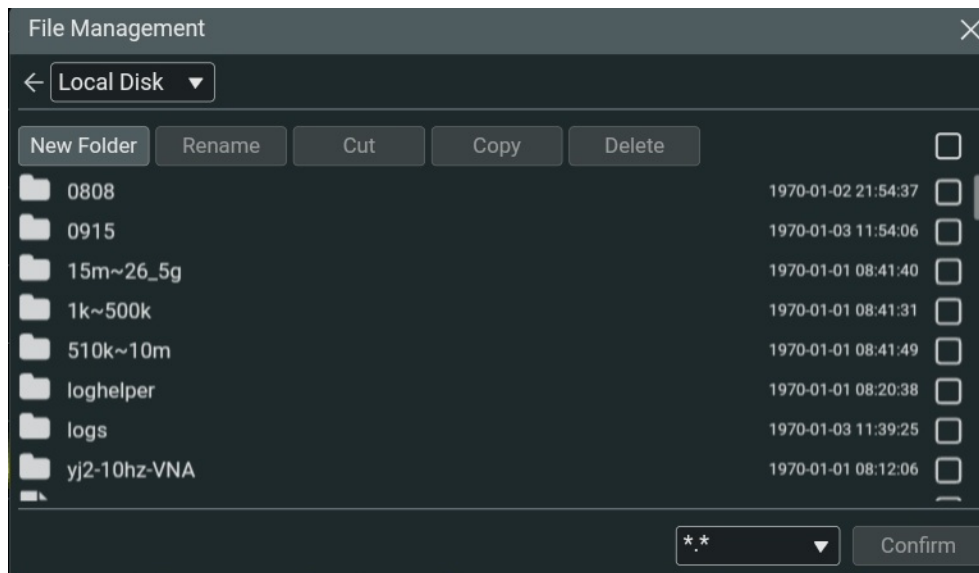 File Management
Local Disk
New Folder Rename Cut Copy Delete
0808 1970-01-02 21:54:37
0915 1970-01-03 11:54:06
15m~26_5g 1970-01-01 08:41:40
1k~500k 1970-01-01 08:41:31
510k~10m 1970-01-01 08:41:49
loghelper 1970-01-01 08:20:38
logs 1970-01-03 11:39:25
yj2-10hz-VNA 1970-01-01 08:12:06
*.* Confirm